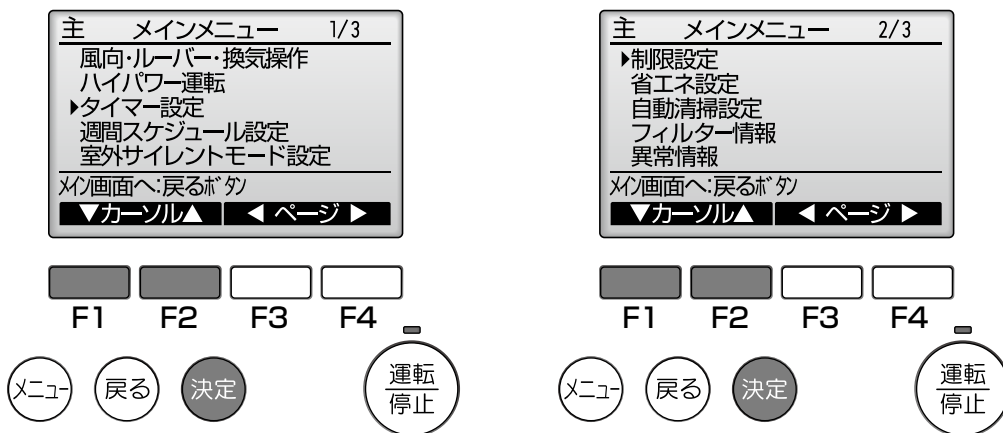 主 メインメニュー 1/3
風向・ルーバー・換気操作
ハイパワー運転
▶タイマー設定
週間スケジュール設定
室外サイレントモード設定
メイン画面へ:戻るボタン
▼カーソル▲ ◀ ページ ▶
F1 F2 F3 F4
メニュー 戻る 決定 運転
停止
主 メインメニュー 2/3
▶制限設定
省エネ設定
自動清掃設定
フィルター情報
異常情報
メイン画面へ:戻るボタン
▼カーソル▲ ◀ ページ ▶
F1 F2 F3 F4
メニュー 戻る 決定 運転
停止